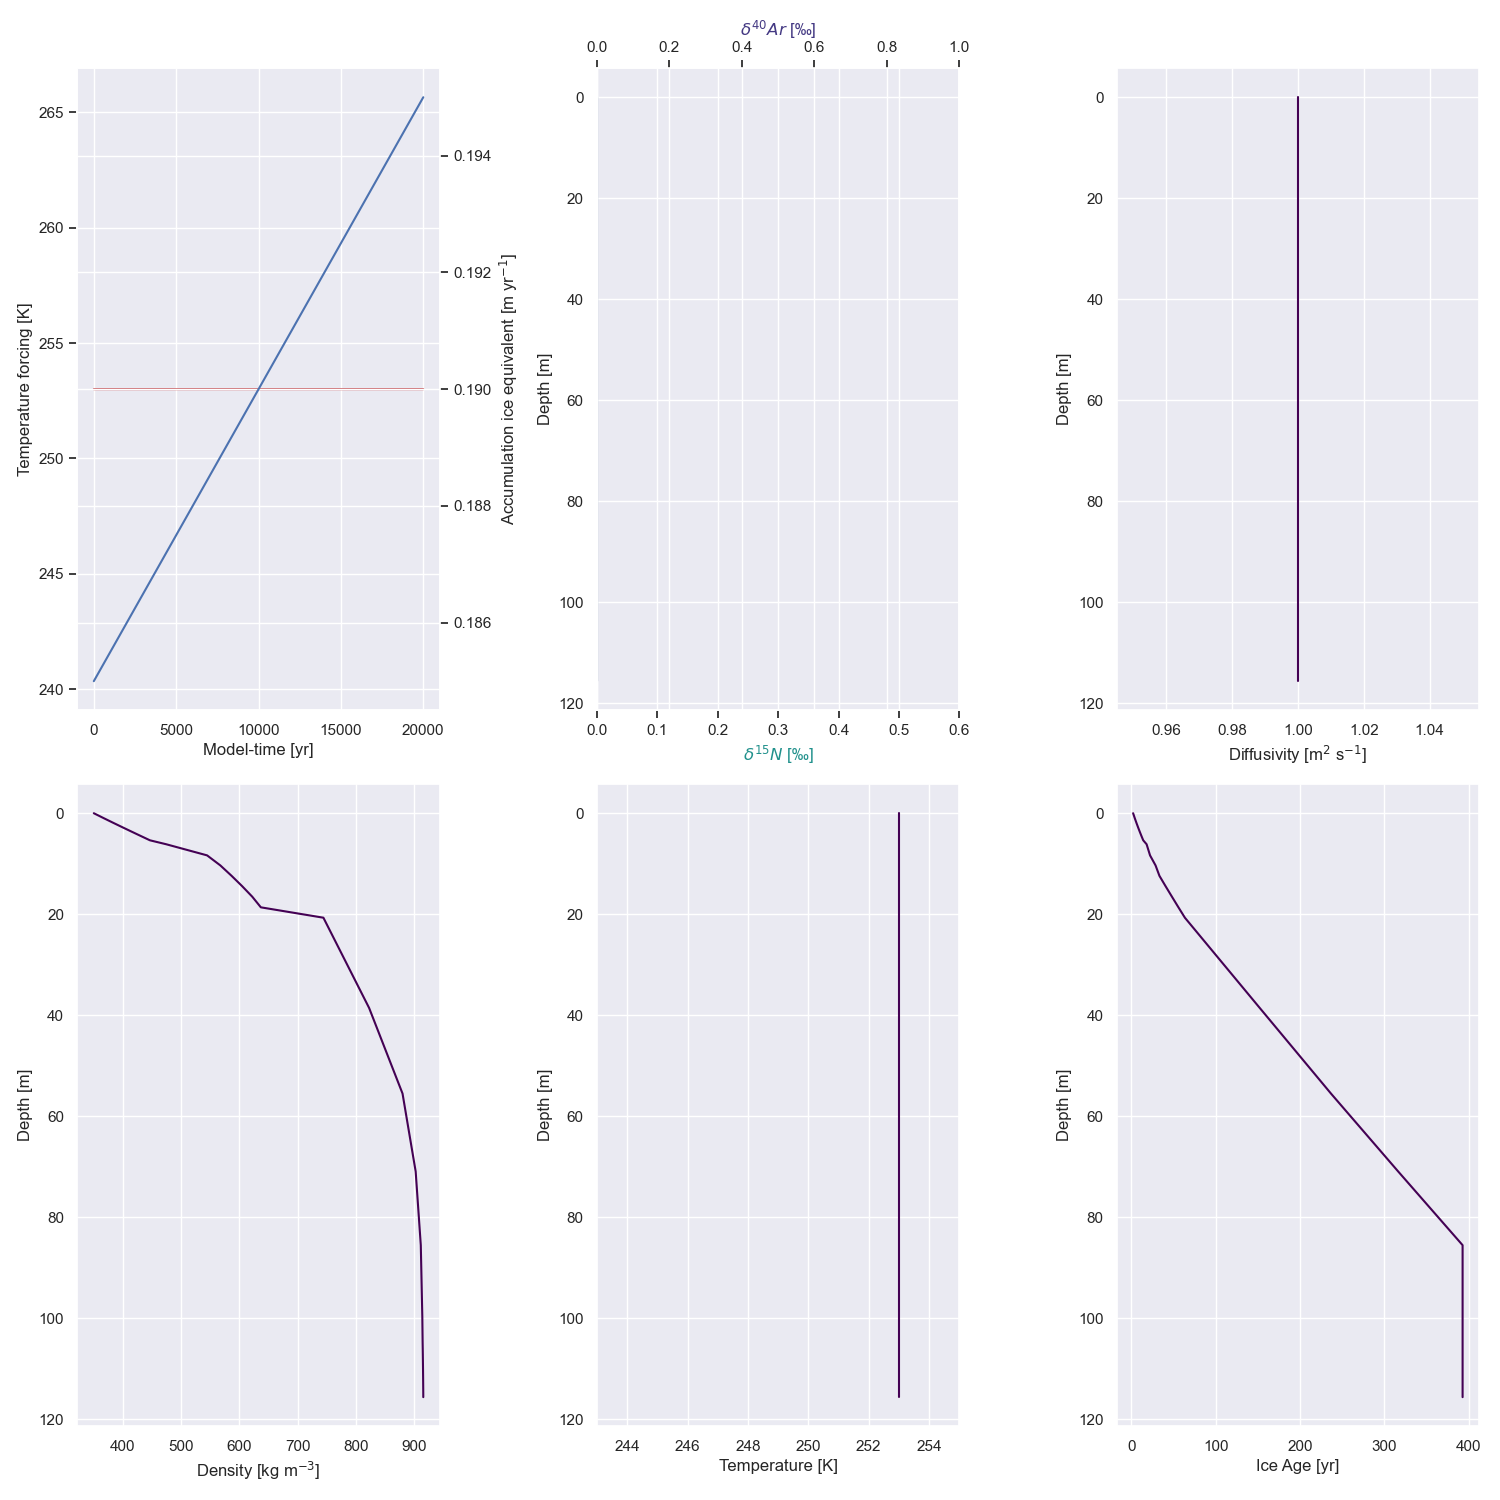 δ⁴⁰Ar [‰]
0.0 0.2 0.4 0.6 0.8 1.0
Temperature forcing [K]
265
260
255
250
245
240
0 5000 10000 15000 20000
Model-time [yr]
0.194
0.192
0.190
0.188
0.186
Accumulation ice equivalent [m yr⁻¹]
Depth [m]
0
20
40
60
80
100
120
0.0 0.1 0.2 0.3 0.4 0.5 0.6
δ¹⁵N [‰]
Depth [m]
0
20
40
60
80
100
120
0.96 0.98 1.00 1.02 1.04
Diffusivity [m² s⁻¹]
Depth [m]
0
20
40
60
80
100
120
400 500 600 700 800 900
Density [kg m⁻³]
Depth [m]
0
20
40
60
80
100
120
244 246 248 250 252 254
Temperature [K]
Depth [m]
0
20
40
60
80
100
120
0 100 200 300 400
Ice Age [yr]